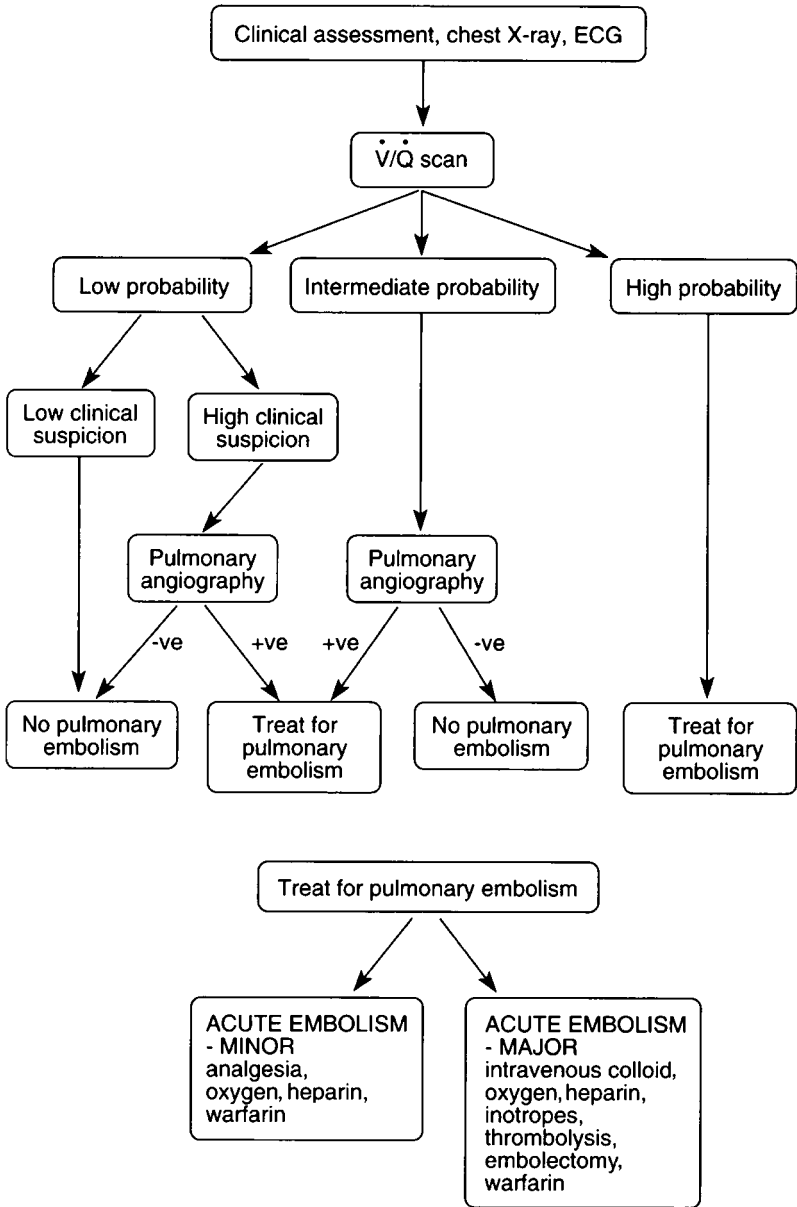 Clinical assessment, chest X-ray, ECG
V̇/Q̇ scan
Low probability
Intermediate probability
High probability
Low clinical
suspicion
High clinical
suspicion
Pulmonary
angiography
Pulmonary
angiography
-ve
+ve
+ve
-ve
No pulmonary
embolism
Treat for
pulmonary
embolism
No pulmonary
embolism
Treat for
pulmonary
embolism
Treat for pulmonary embolism
ACUTE EMBOLISM
- MINOR
analgesia,
oxygen, heparin,
warfarin
ACUTE EMBOLISM
- MAJOR
intravenous colloid,
oxygen, heparin,
inotropes,
thrombolysis,
embolectomy,
warfarin